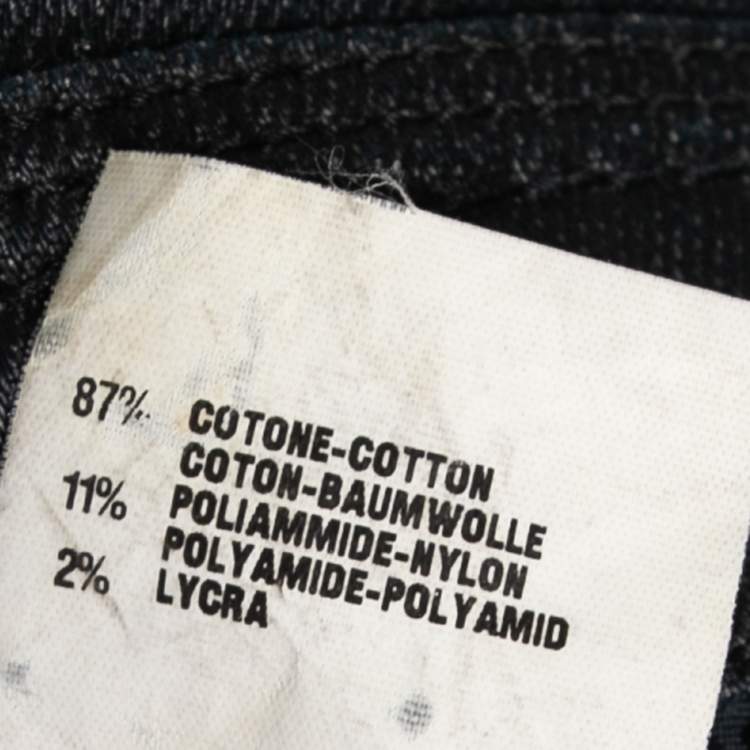 87% COTONE-COTTON
COTON-BAUMWOLLE
11% POLIAMMIDE-NYLON
POLYAMIDE-POLYAMID
2% LYCRA